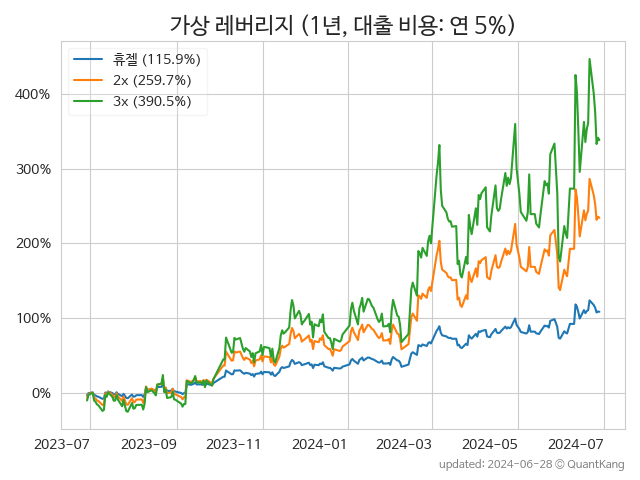 가상 레버리지 (1년, 대출 비용: 연 5%)
휴젤 (115.9%)
2x (259.7%)
3x (390.5%)
400%
300%
200%
100%
0%
2023-07 2023-09 2023-11 2024-01 2024-03 2024-05 2024-07
updated: 2024-06-28 © QuantKang